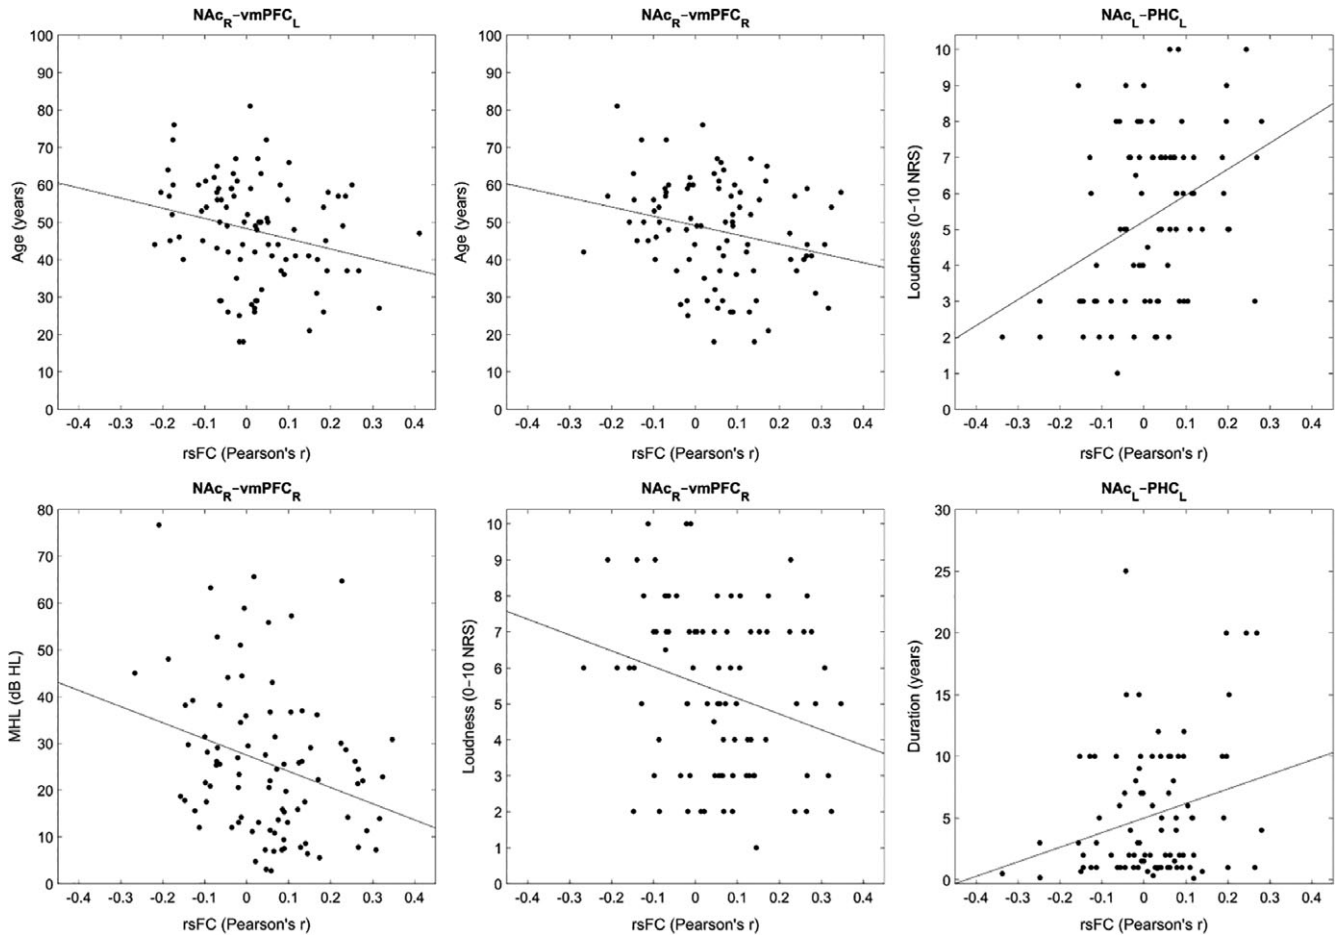 NAcR-vmPFCL
Age (years)
100
90
80
70
60
50
40
30
20
10
0
-0.4 -0.3 -0.2 -0.1 0 0.1 0.2 0.3 0.4
rsFC (Pearson's r)
NAcR-vmPFCR
Age (years)
100
90
80
70
60
50
40
30
20
10
0
-0.4 -0.3 -0.2 -0.1 0 0.1 0.2 0.3 0.4
rsFC (Pearson's r)
NAcL-PHCL
Loudness (0-10 NRS)
10
9
8
7
6
5
4
3
2
1
0
-0.4 -0.3 -0.2 -0.1 0 0.1 0.2 0.3 0.4
rsFC (Pearson's r)
NAcR-vmPFCR
MHL (dB HL)
80
70
60
50
40
30
20
10
0
-0.4 -0.3 -0.2 -0.1 0 0.1 0.2 0.3 0.4
rsFC (Pearson's r)
NAcR-vmPFCR
Loudness (0-10 NRS)
10
9
8
7
6
5
4
3
2
1
0
-0.4 -0.3 -0.2 -0.1 0 0.1 0.2 0.3 0.4
rsFC (Pearson's r)
NAcL-PHCL
Duration (years)
30
25
20
15
10
5
0
-0.4 -0.3 -0.2 -0.1 0 0.1 0.2 0.3 0.4
rsFC (Pearson's r)